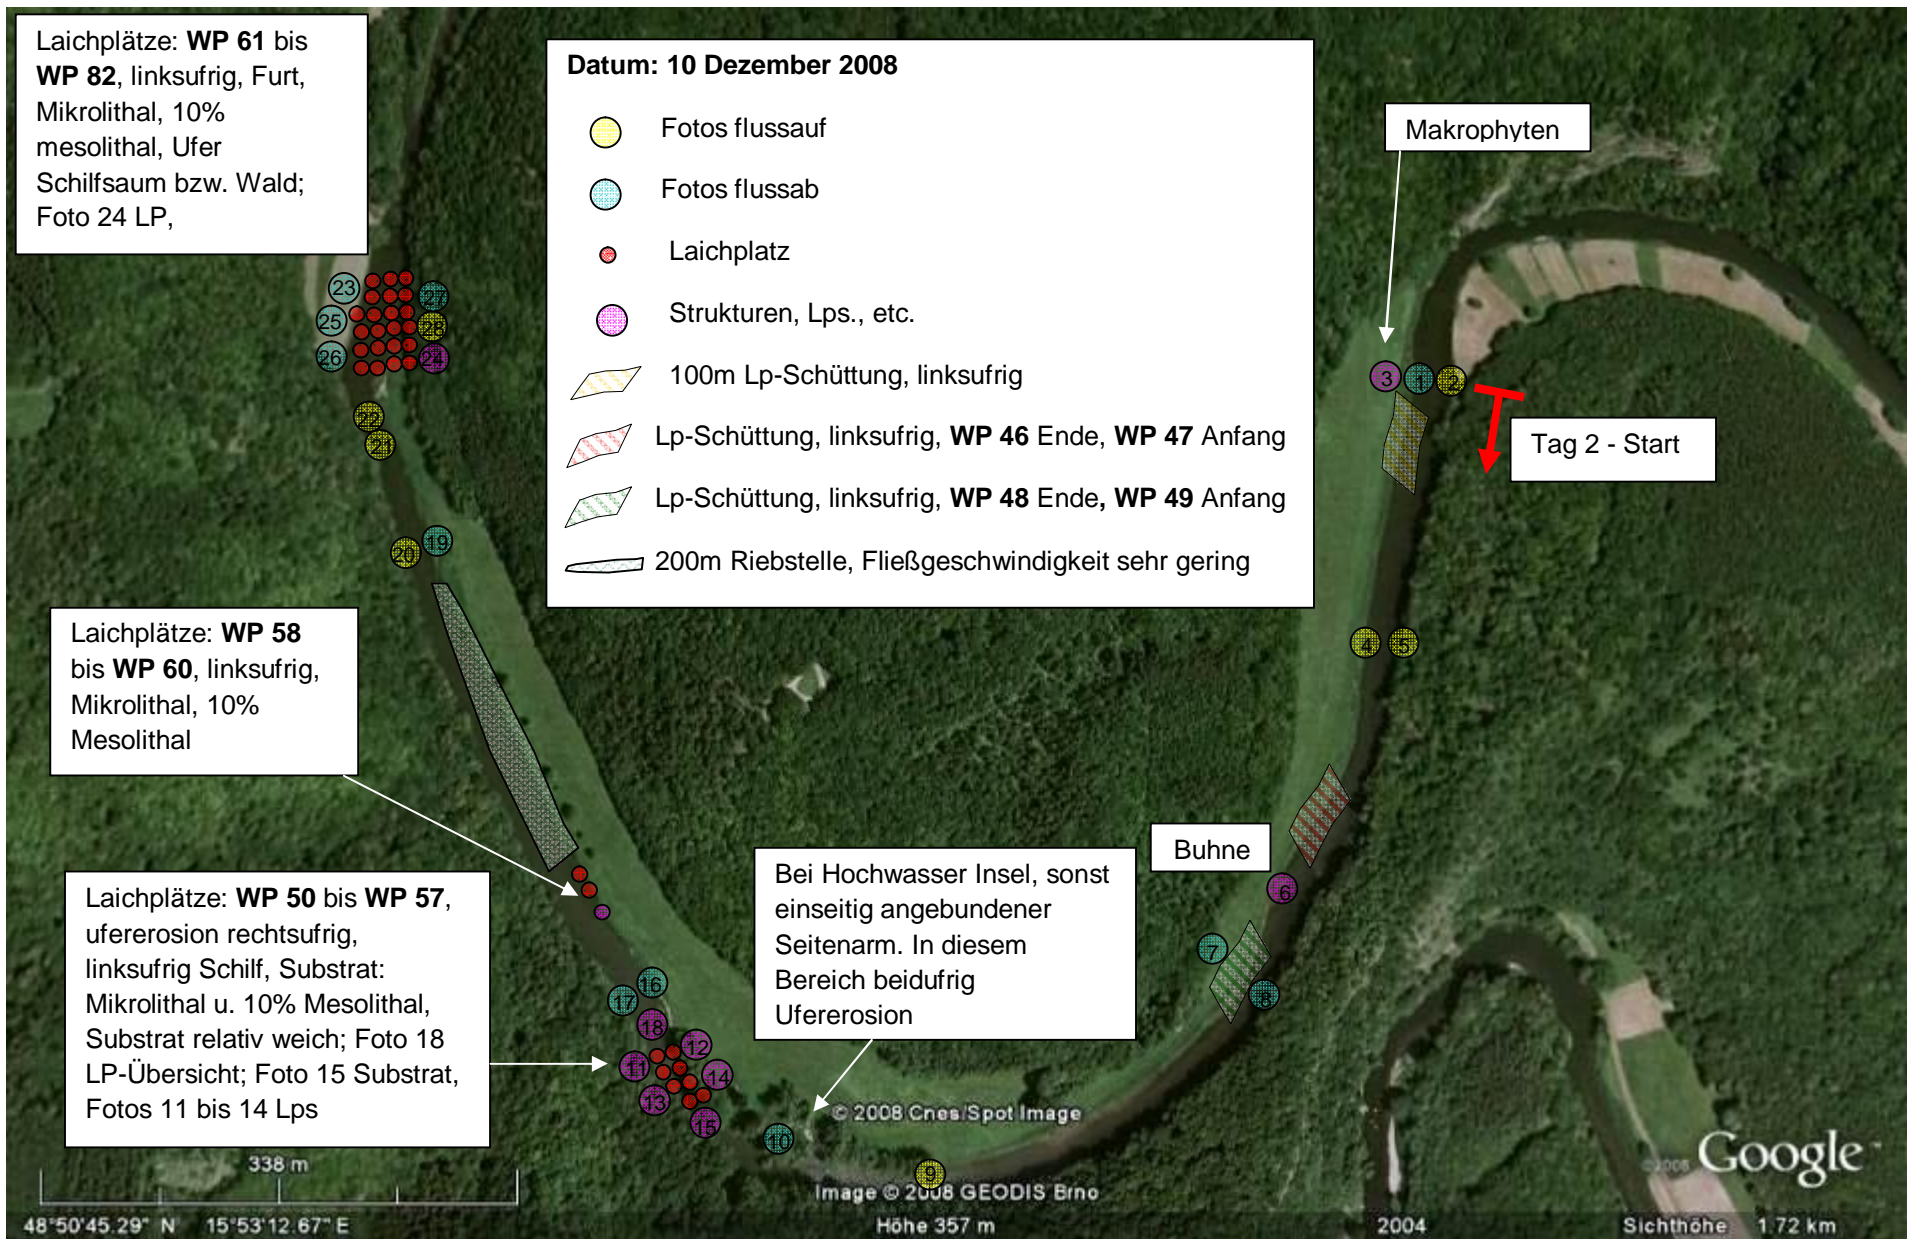 Laichplätze: WP 61 bis
WP 82, linksufrig, Furt,
Mikrolithal, 10%
mesolithal, Ufer
Schilfsaum bzw. Wald;
Foto 24 LP,
Datum: 10 Dezember 2008
Fotos flussauf
Fotos flussab
Laichplatz
Strukturen, Lps., etc.
100m Lp-Schüttung, linksufrig
Lp-Schüttung, linksufrig, WP 46 Ende, WP 47 Anfang
Lp-Schüttung, linksufrig, WP 48 Ende, WP 49 Anfang
200m Riebstelle, Fließgeschwindigkeit sehr gering
Makrophyten
3 1 2
Tag 2 - Start
23
27
25
28
26
24
22
21
20 19
4 5
Laichplätze: WP 58
bis WP 60, linksufrig,
Mikrolithal, 10%
Mesolithal
Buhne
6
7
8
Bei Hochwasser Insel, sonst
einseitig angebundener
Seitenarm. In diesem
Bereich beidufrig
Ufererosion
Laichplätze: WP 50 bis WP 57,
ufererosion rechtsufrig,
linksufrig Schilf, Substrat:
Mikrolithal u. 10% Mesolithal,
Substrat relativ weich; Foto 18
LP-Übersicht; Foto 15 Substrat,
Fotos 11 bis 14 Lps
16
17
18
12
11
14
13
15
10
9
© 2008 Cnes/Spot Image
Image © 2008 GEODIS Brno
© 2008 Google
338 m
48°50'45.29" N 15°53'12.67" E
Höhe 357 m
2004
Sichthöhe 1.72 km